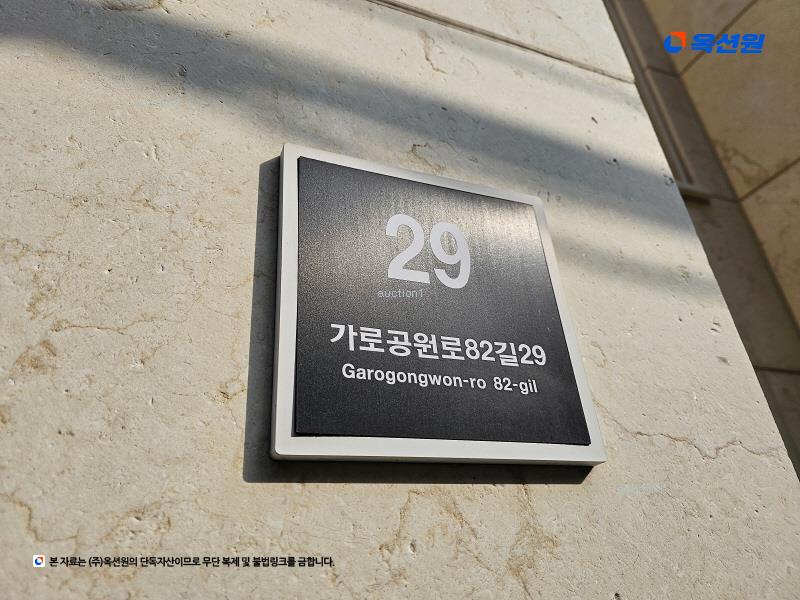 옥션원
29
auction1
가로공원로82길29
Garogongwon-ro 82-gil
본 자료는 (주)옥션원의 단독자산이므로 무단 복제 및 불법링크를 금합니다.